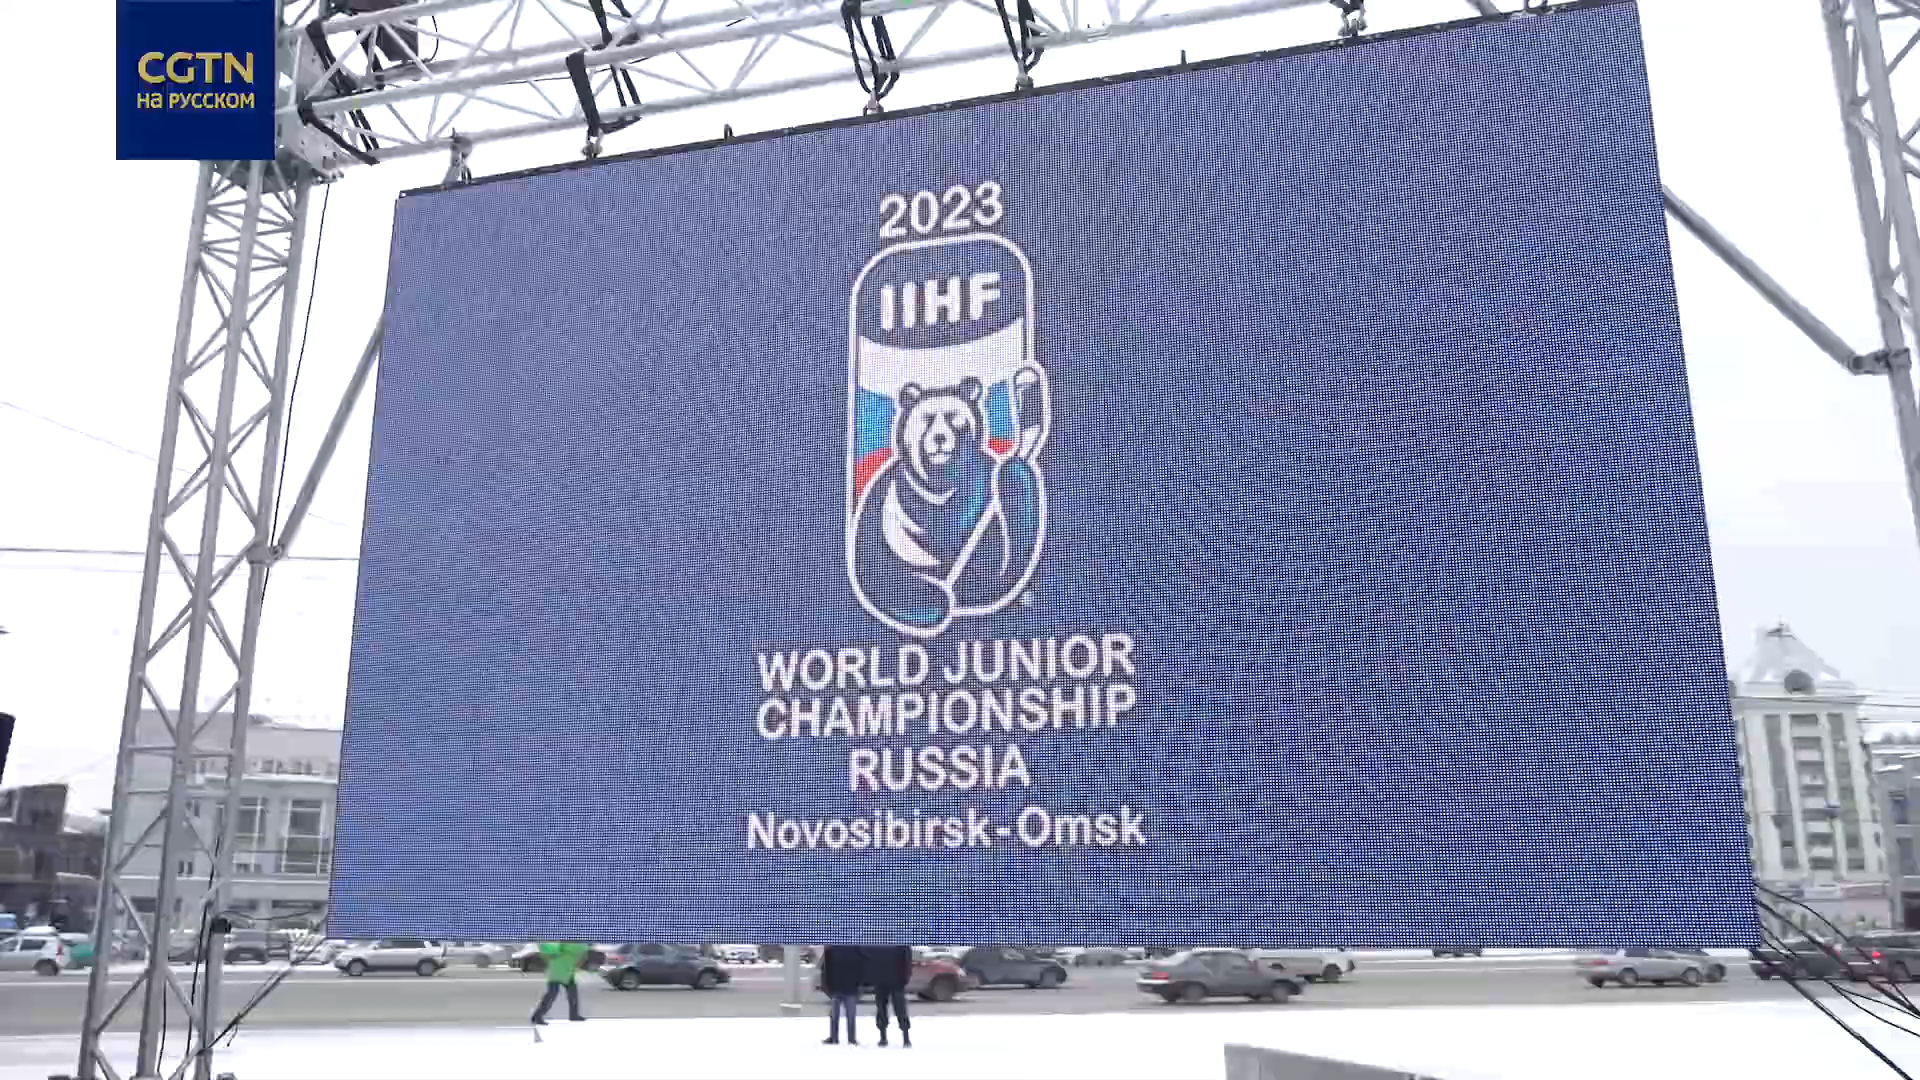 CGTN
на русском
2023
IIHF
WORLD JUNIOR
CHAMPIONSHIP
RUSSIA
Novosibirsk-Omsk